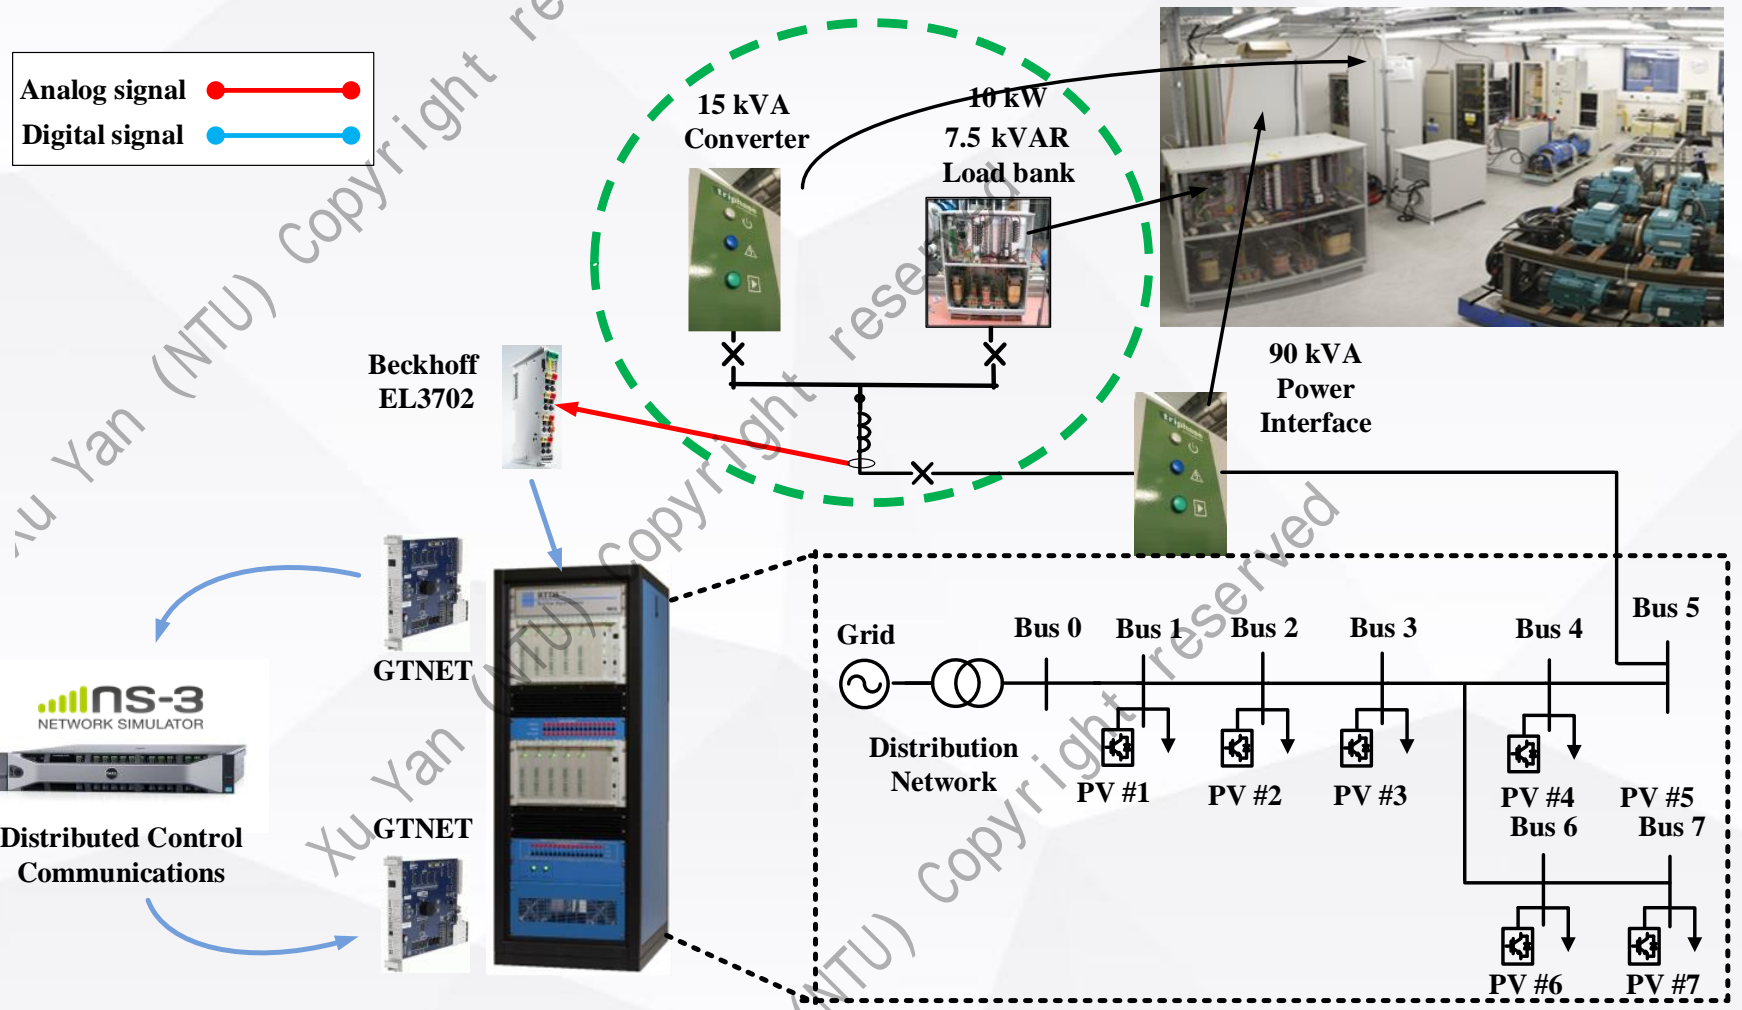 Analog signal
Digital signal
15 kVA
Converter
10 kW
7.5 kVAR
Load bank
triphase
Beckhoff
EL3702
90 kVA
Power
Interface
triphase
GTNET
RTDS
ns-3
NETWORK SIMULATOR
Distributed Control
Communications
GTNET
Grid
Bus 0
Bus 1
Bus 2
Bus 3
Bus 4
Bus 5
Distribution
Network
PV #1
PV #2
PV #3
PV #4
PV #5
Bus 6
Bus 7
PV #6
PV #7
Xu Yan (NTU) Copyright reserved
Xu Yan (NTU) Copyright reserved
(NTU) Copyright reserved